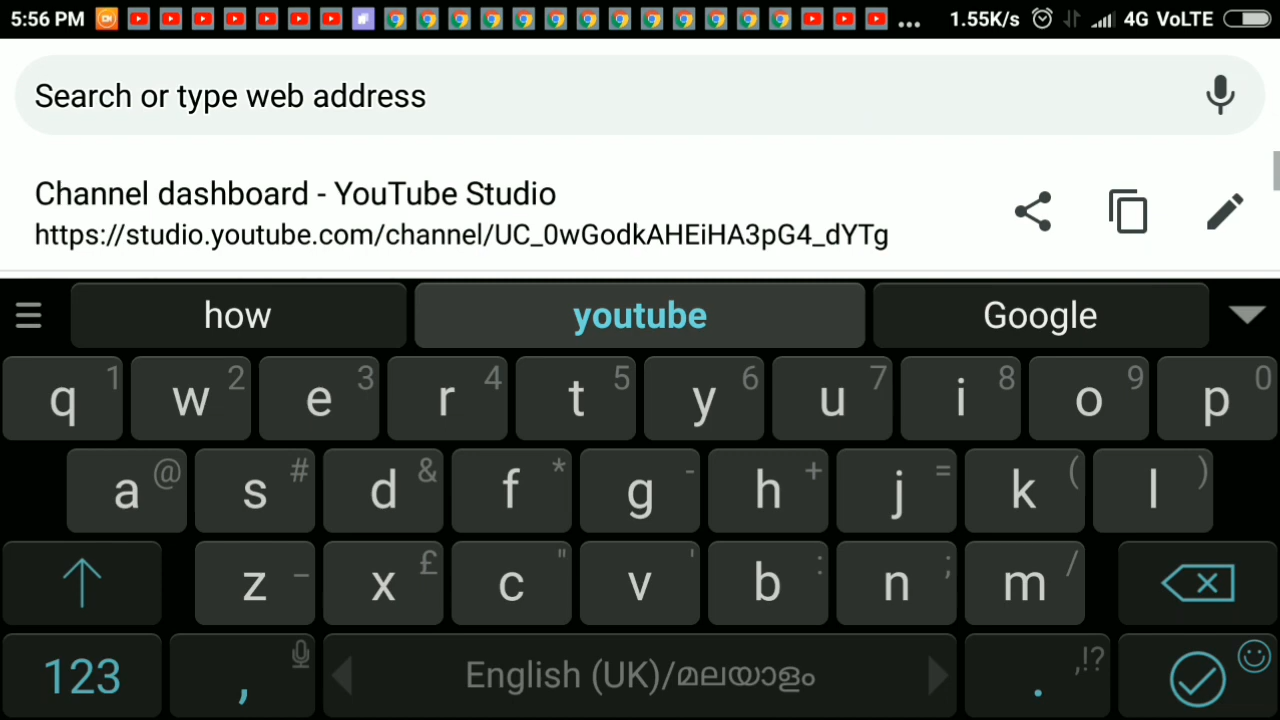 5:56 PM ... 1.55K/s 4G VoLTE
Search or type web address
Channel dashboard - YouTube Studio
https://studio.youtube.com/channel/UC_0wGodkAHEiHA3pG4_dYTg
how youtube Google
q 1 w 2 e 3 r 4 t 5 y 6 u 7 i 8 o 9 p 0
a @ s # d & f * g - h + j = k ( l )
z _ x £ c " v ' b : n ; m /
123 , English (UK)/മലയാളം . ,!?